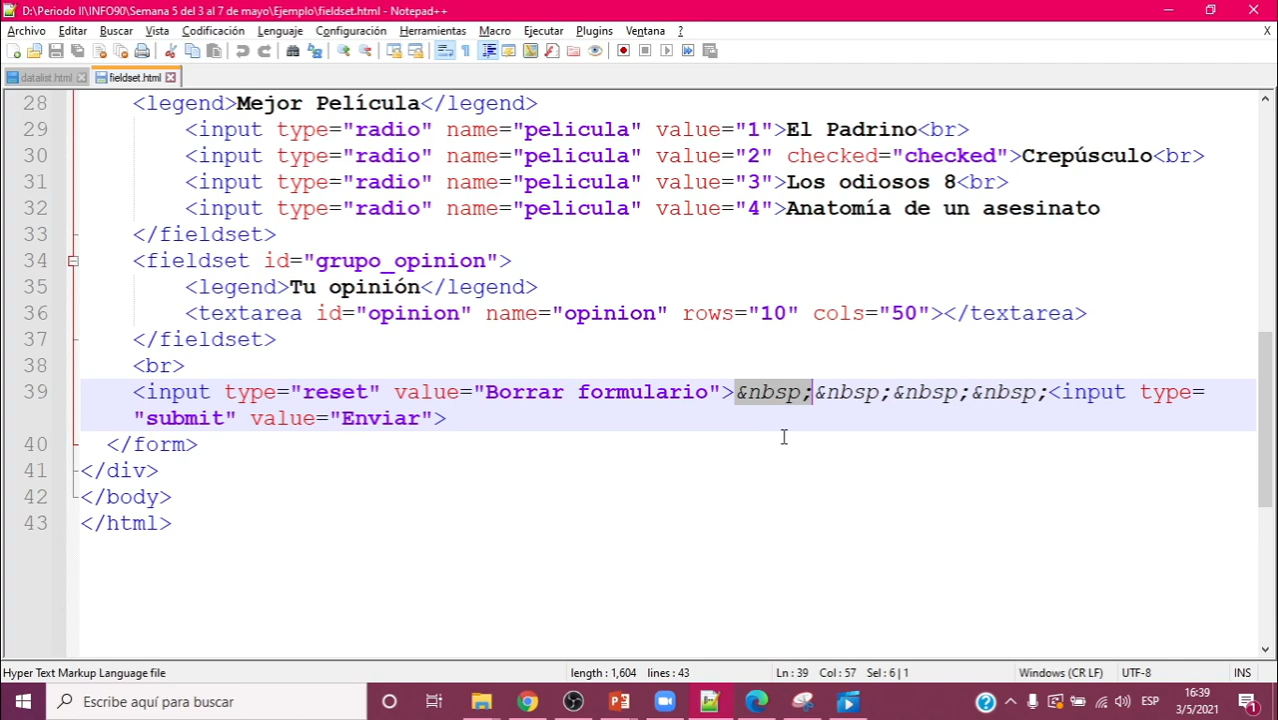 D:\Periodo II\INFO90\Semana 5 del 3 al 7 de mayo\Ejemplo\fieldset.html - Notepad++
Archivo Editar Buscar Vista Codificación Lenguaje Configuración Herramientas Macro Ejecutar Plugins Ventana ? X
datalist.html fieldset.html
28 <legend>Mejor Película</legend>
29 <input type="radio" name="pelicula" value="1">El Padrino<br>
30 <input type="radio" name="pelicula" value="2" checked="checked">Crepúsculo<br>
31 <input type="radio" name="pelicula" value="3">Los odiosos 8<br>
32 <input type="radio" name="pelicula" value="4">Anatomía de un asesinato
33 </fieldset>
34 <fieldset id="grupo_opinion">
35 <legend>Tu opinión</legend>
36 <textarea id="opinion" name="opinion" rows="10" cols="50"></textarea>
37 </fieldset>
38 <br>
39 <input type="reset" value="Borrar formulario">&nbsp;&nbsp;&nbsp;&nbsp;<input type=
"submit" value="Enviar">
40 </form>
41 </div>
42 </body>
43 </html>
Hyper Text Markup Language file length : 1,604 lines : 43 Ln : 39 Col : 57 Sel : 6 | 1 Windows (CR LF) UTF-8 INS
Escribe aquí para buscar ESP 16:39
3/5/2021 1